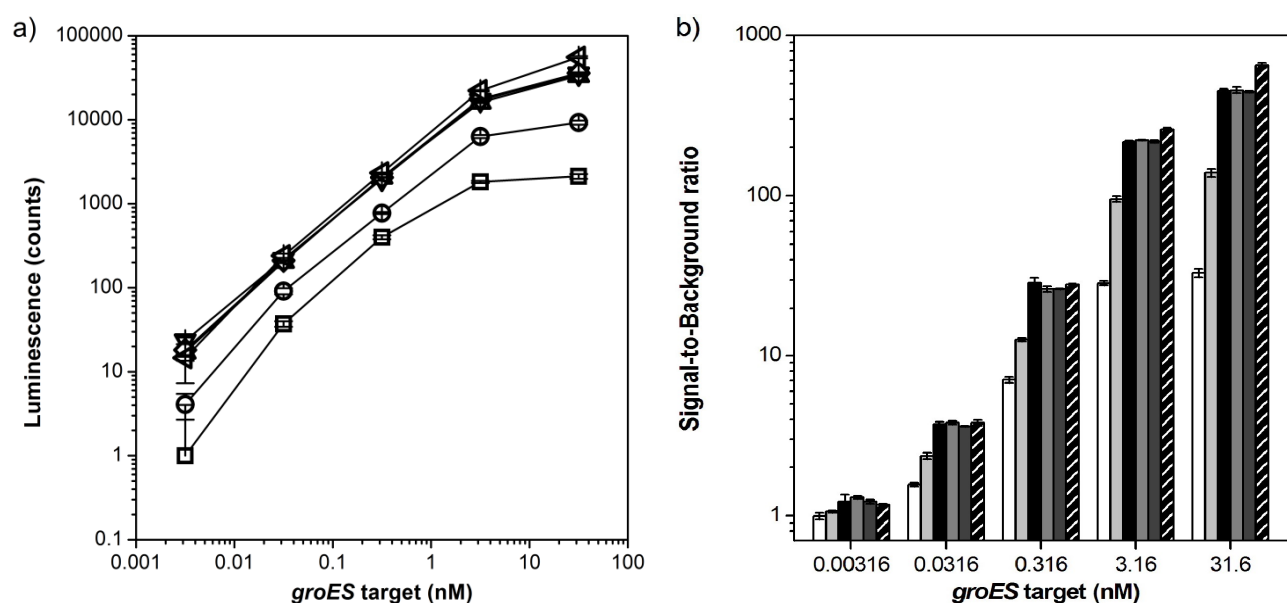 a)
100000
10000
1000
100
10
1
0.1
Luminescence (counts)
0.001 0.01 0.1 1 10 100
groES target (nM)
b)
1000
100
10
1
Signal-to-Background ratio
0.00316 0.0316 0.316 3.16 31.6
groES target (nM)